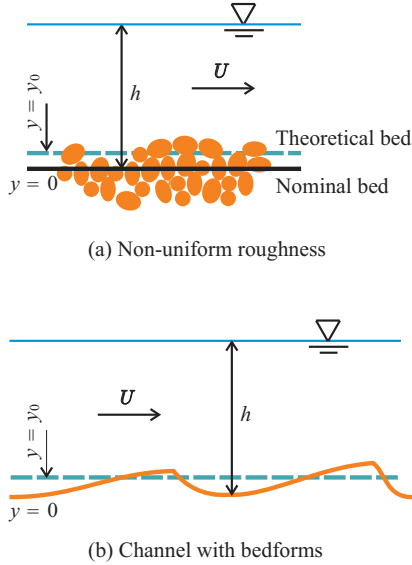 h
U
y = y₀
Theoretical bed
y = 0
Nominal bed
(a) Non-uniform roughness
U
h
y = y₀
y = 0
(b) Channel with bedforms